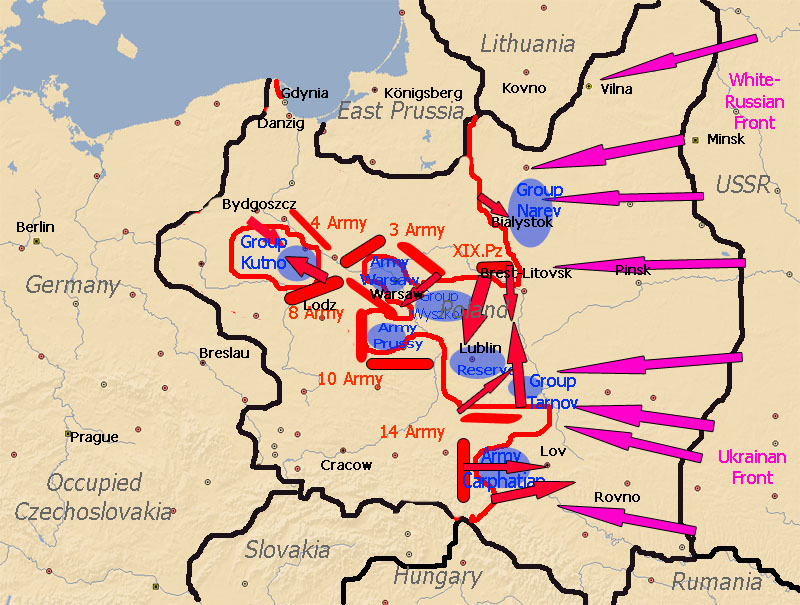 Lithuania
Kovno
Vilna
White-
Russian
Front
Gdynia
Königsberg
East Prussia
Danzig
Minsk
USSR
Group
Narev
Bialystok
Bydgoszcz
4 Army
3 Army
Berlin
Group
Kutno
XIX.Pz
Army
Warsaw
Brest-Litovsk
Pinsk
Germany
Warsaw
Group
Wyszkow
Poland
Lodz
8 Army
Army
Prussy
Breslau
Lublin
Reserve
10 Army
Group
Tarnov
14 Army
Prague
Army
Carphatian
Lov
Cracow
Ukrainan
Front
Occupied
Czechoslovakia
Rovno
Slovakia
Hungary
Rumania